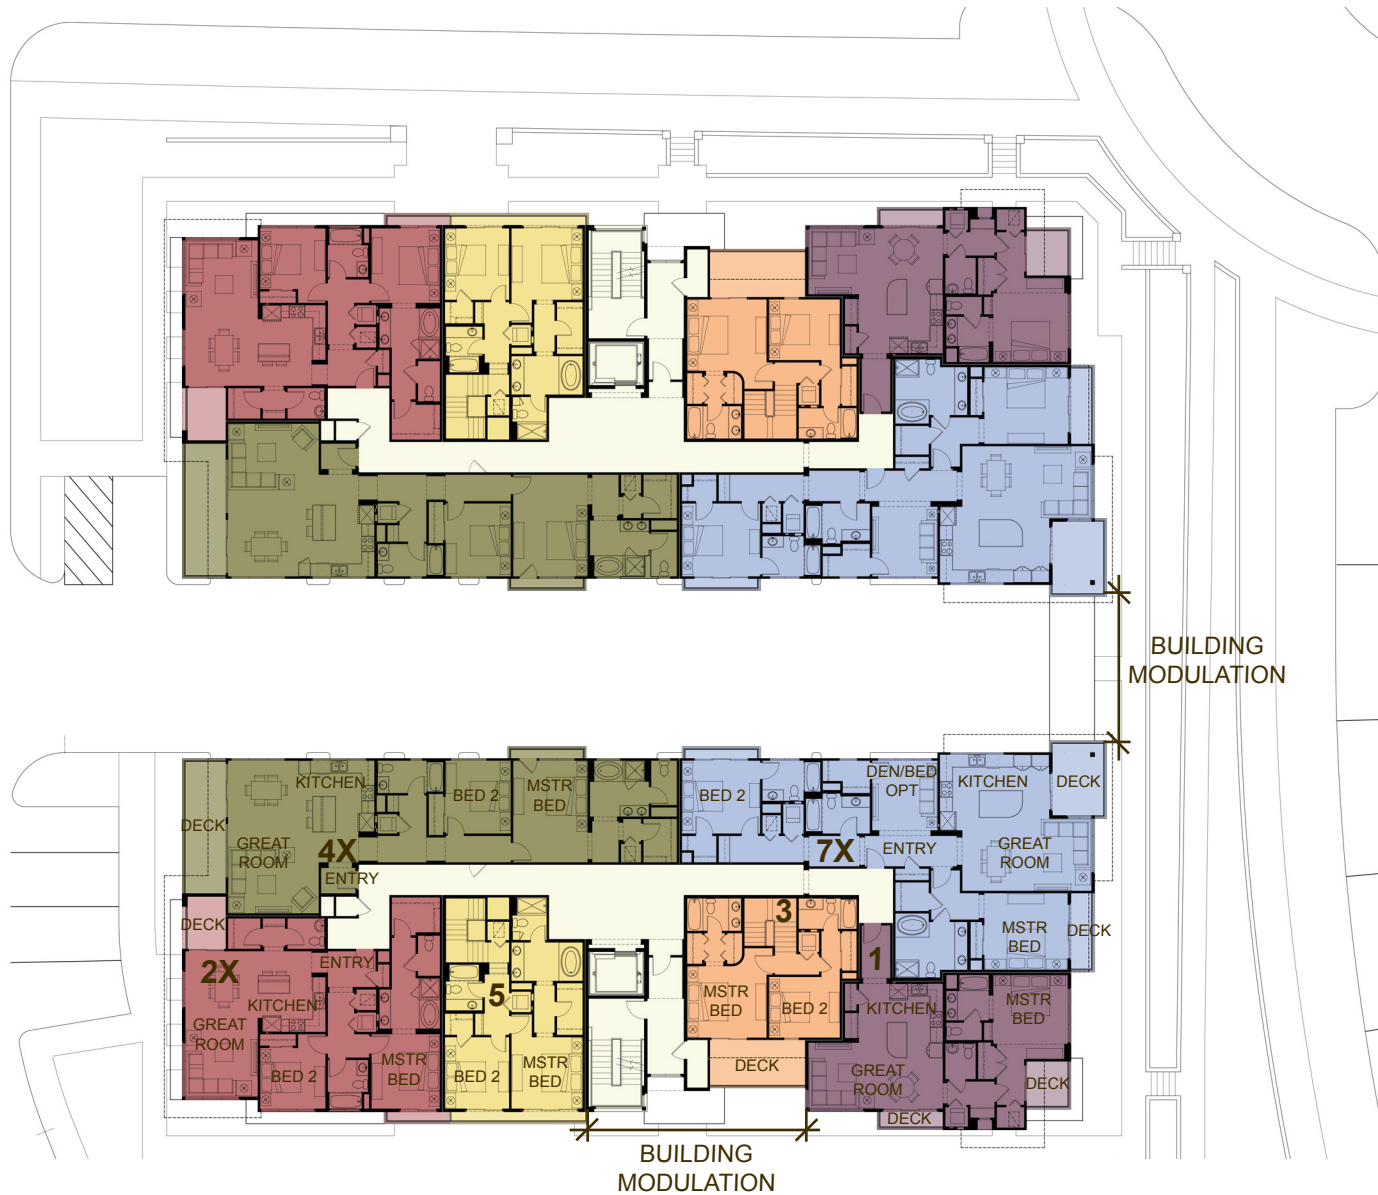 BUILDING
MODULATION
KITCHEN
BED 2
MSTR
BED
DECK
GREAT
ROOM
4X
ENTRY
BED 2
DEN/BED
OPT
KITCHEN
DECK
7X
ENTRY
GREAT
ROOM
MSTR
BED
DECK
DECK
2X
ENTRY
KITCHEN
GREAT
ROOM
BED 2
MSTR
BED
5
BED 2
MSTR
BED
3
MSTR
BED
BED 2
DECK
1
KITCHEN
GREAT
ROOM
DECK
MSTR
BED
DECK
BUILDING
MODULATION